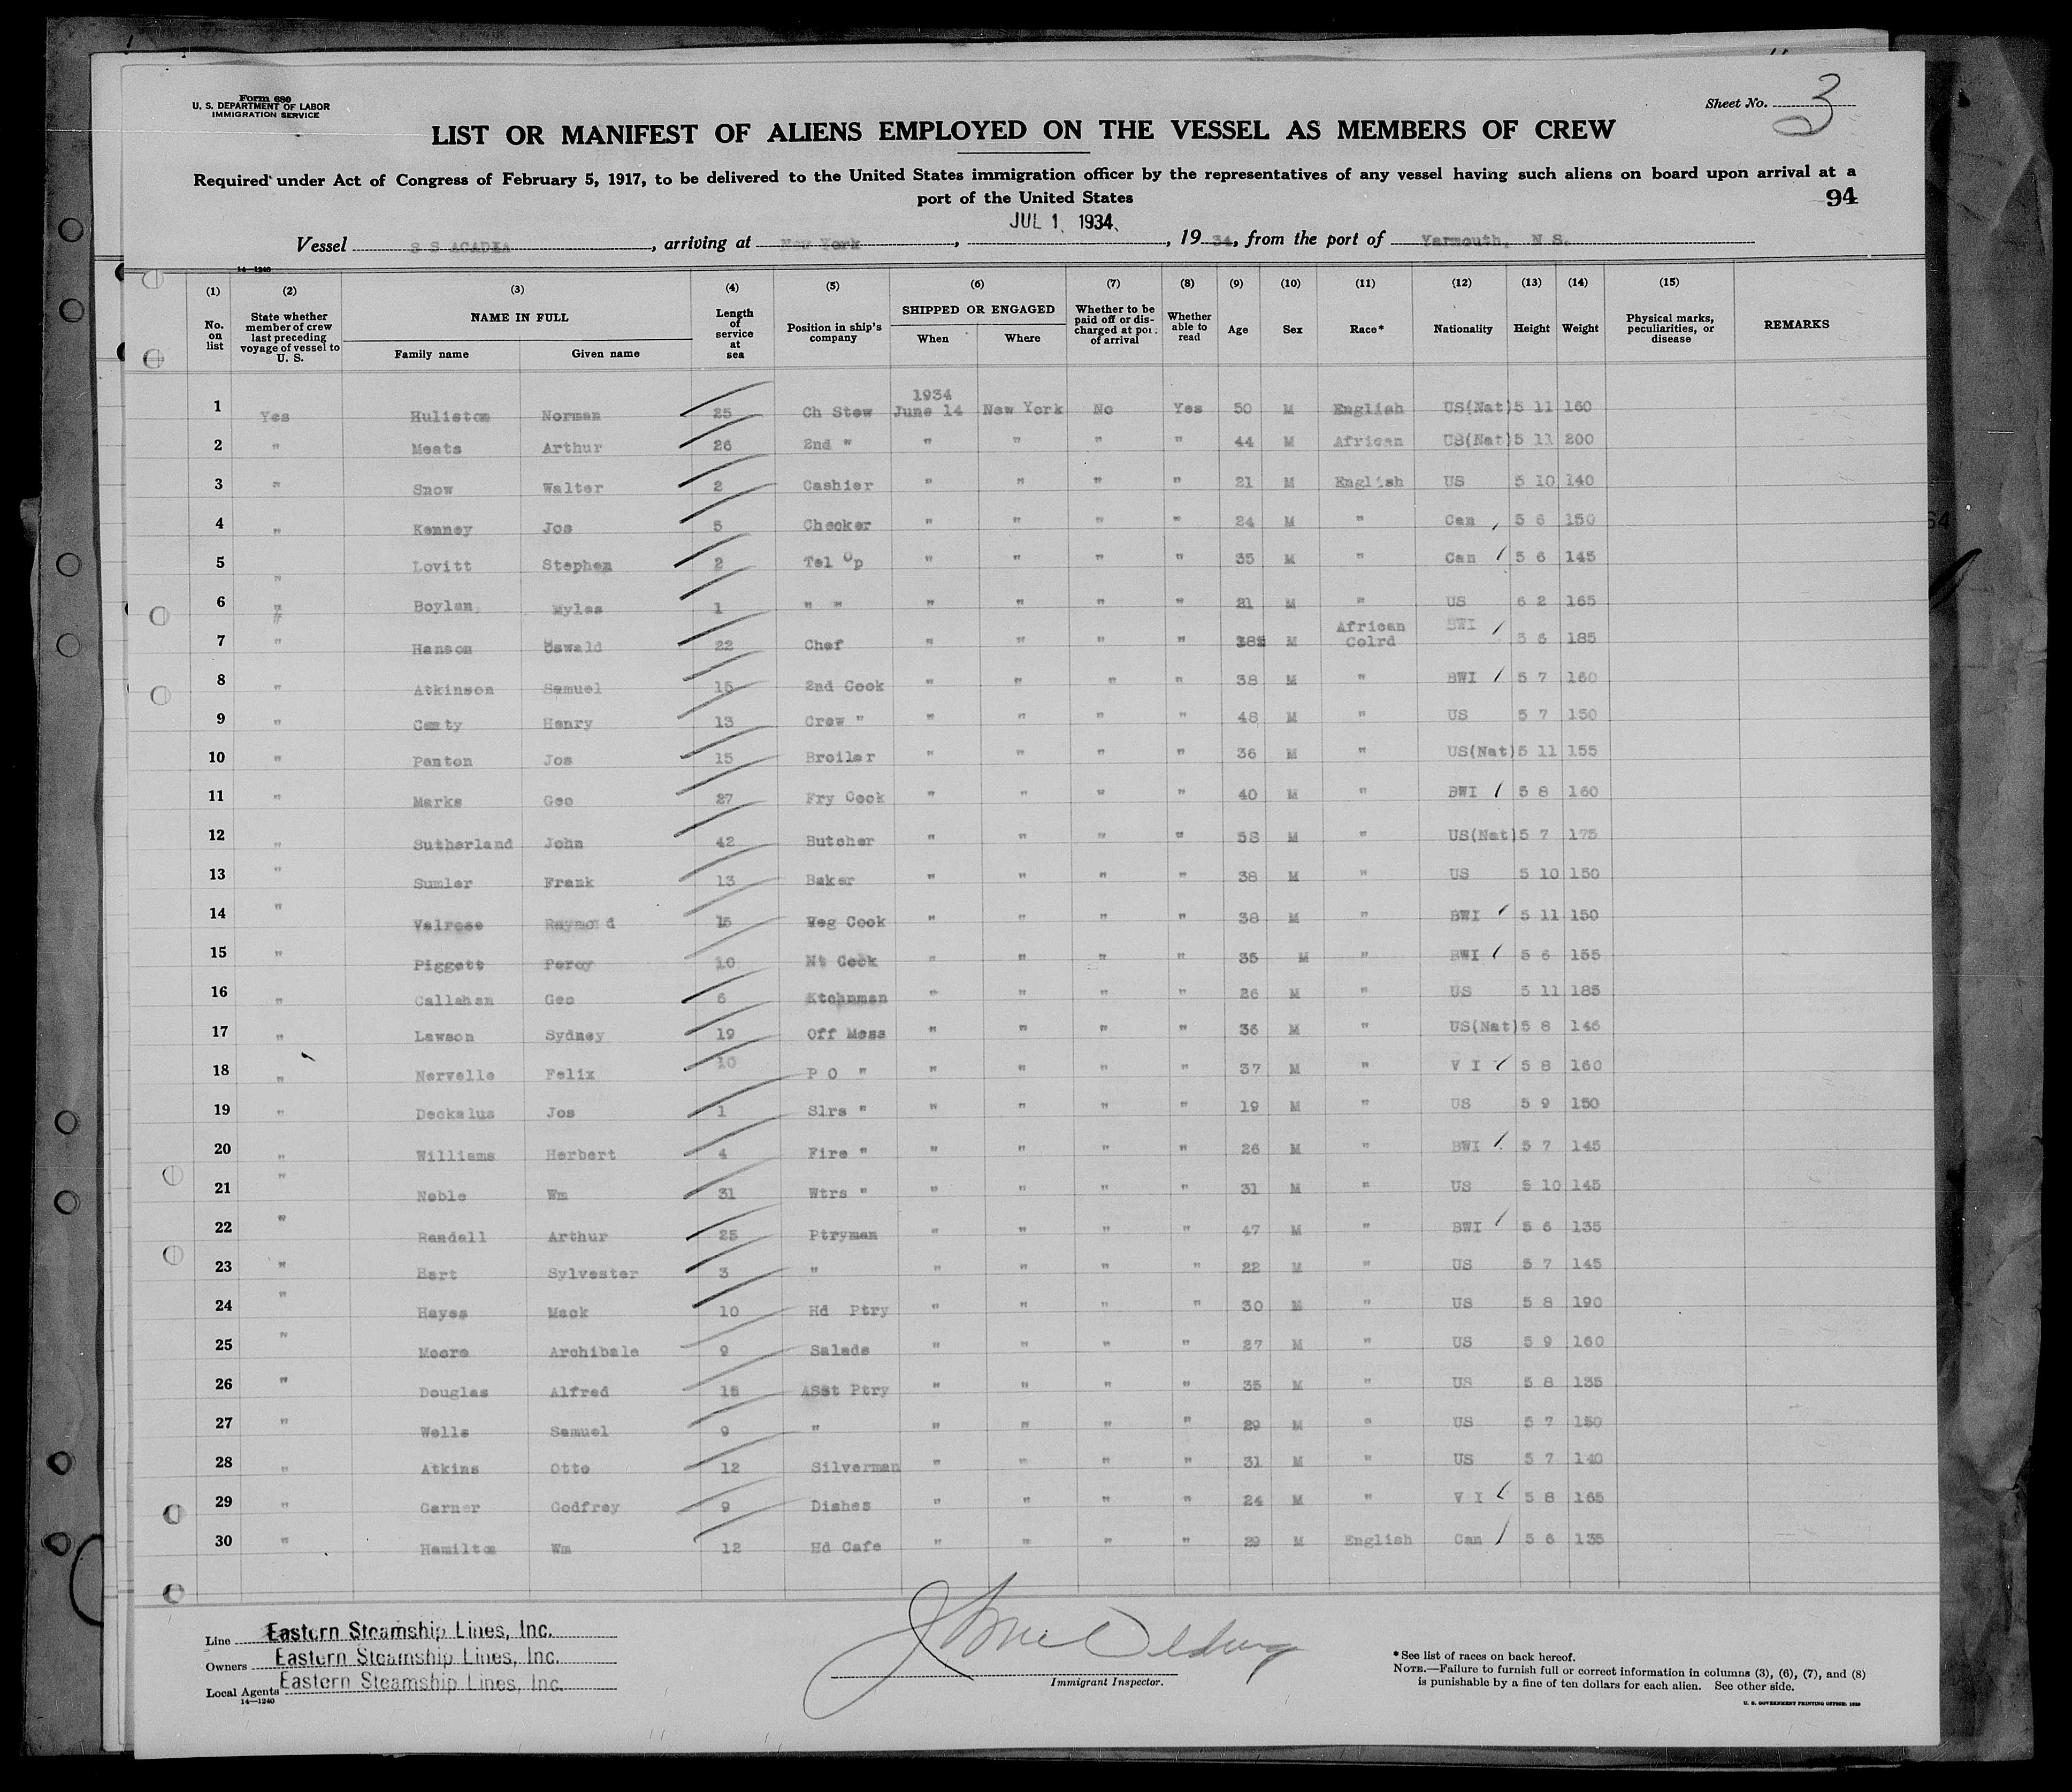 Form 680
U. S. DEPARTMENT OF LABOR
IMMIGRATION SERVICE
Sheet No. 3
LIST OR MANIFEST OF ALIENS EMPLOYED ON THE VESSEL AS MEMBERS OF CREW
Required under Act of Congress of February 5, 1917, to be delivered to the United States immigration officer by the representatives of any vessel having such aliens on board upon arrival at a
port of the United States
94
JUL 1 1934
Vessel S S ACADIA, arriving at New York, , 19 34, from the port of Yarmouth, N S.
14—1240
(1) (2) (3) (4) (5) (6) (7) (8) (9) (10) (11) (12) (13) (14) (15)
No. on list State whether member of crew last preceding voyage of vessel to U. S. NAME IN FULL Family name Given name Length of service at sea Position in ship's company SHIPPED OR ENGAGED When Where Whether to be paid off or discharged at port of arrival Whether able to read Age Sex Race* Nationality Height Weight Physical marks, peculiarities, or disease REMARKS
1 Yes Huliston Norman 25 Ch Stew 1934 June 14 New York No Yes 50 M English US(Nat) 5 11 160
2 " Meats Arthur 26 2nd " " " " " 44 M African US(Nat) 5 11 200
3 " Snow Walter 2 Cashier " " " " 21 M English US 5 10 140
4 " Kenney Jos 5 Checker " " " " 24 M " Can 5 6 150
5 " Lovitt Stephen 2 Tel Op " " " " 35 M " Can 5 6 145
6 " Boylan Myles 1 " " " " " " 21 M " US 6 2 165
7 " Hanson Oswald 22 Chef " " " " M African Colrd BWI 5 6 185
8 " Atkinson Samuel 15 2nd Cook " " " " 38 M " BWI 5 7 160
9 " Henry 13 Crew " " " " " 48 M " US 5 7 150
10 " Panton Jos 15 Broiler " " " " 36 M " US(Nat) 5 11 155
11 " Marks Geo 27 Fry Cook " " " " 40 M " BWI 5 8 160
12 " Sutherland John 42 Butcher " " " " 58 M " US(Nat) 5 7 175
13 " Sumler Frank 13 Baker " " " " 38 M " US 5 10 150
14 " Valrose Raymond 15 Veg Cook " " " " 38 M " BWI 5 11 150
15 " Piggett Percy 10 Nt Cook " " " " 35 M " BWI 5 6 155
16 " Callahan Geo 6 Ktchnman " " " " 26 M " US 5 11 185
17 " Lawson Sydney 19 Off Mess " " " " 36 M " US(Nat) 5 8 146
18 " Nervelle Felix 10 P O " " " " " 37 M " V I 5 8 160
19 " Deckalus Jos 1 Slrs " " " " " 19 M " US 5 9 150
20 " Williams Herbert 4 Fire " " " " " 26 M " BWI 5 7 145
21 " Noble Wm 31 Wtrs " " " " " 31 M " US 5 10 145
22 " Randall Arthur 25 Ptryman " " " " 47 M " BWI 5 6 135
23 " Hart Sylvester 3 " " " " " 22 M " US 5 7 145
24 " Hayes Mack 10 Hd Ptry " " " " 30 M " US 5 8 190
25 " Moore Archibale 9 Salads " " " " 27 M " US 5 9 160
26 " Douglas Alfred 15 ASst Ptry " " " " 35 M " US 5 8 135
27 " Wells Samuel 9 " " " " " 29 M " US 5 7 150
28 " Atkins Otto 12 Silverman " " " " 31 M " US 5 7 140
29 " Garner Godfrey 9 Dishes " " " " 24 M " V I 5 8 165
30 " Hamilton Wm 12 Hd Cafe " " " " 29 M English Can 5 6 135
Line Eastern Steamship Lines, Inc.
Owners Eastern Steamship Lines, Inc.
Local Agents Eastern Steamship Lines, Inc.
14—1240
Immigrant Inspector.
*See list of races on back hereof.
NOTE.—Failure to furnish full or correct information in columns (3), (6), (7), and (8)
is punishable by a fine of ten dollars for each alien. See other side.
U. S. GOVERNMENT PRINTING OFFICE: 1929